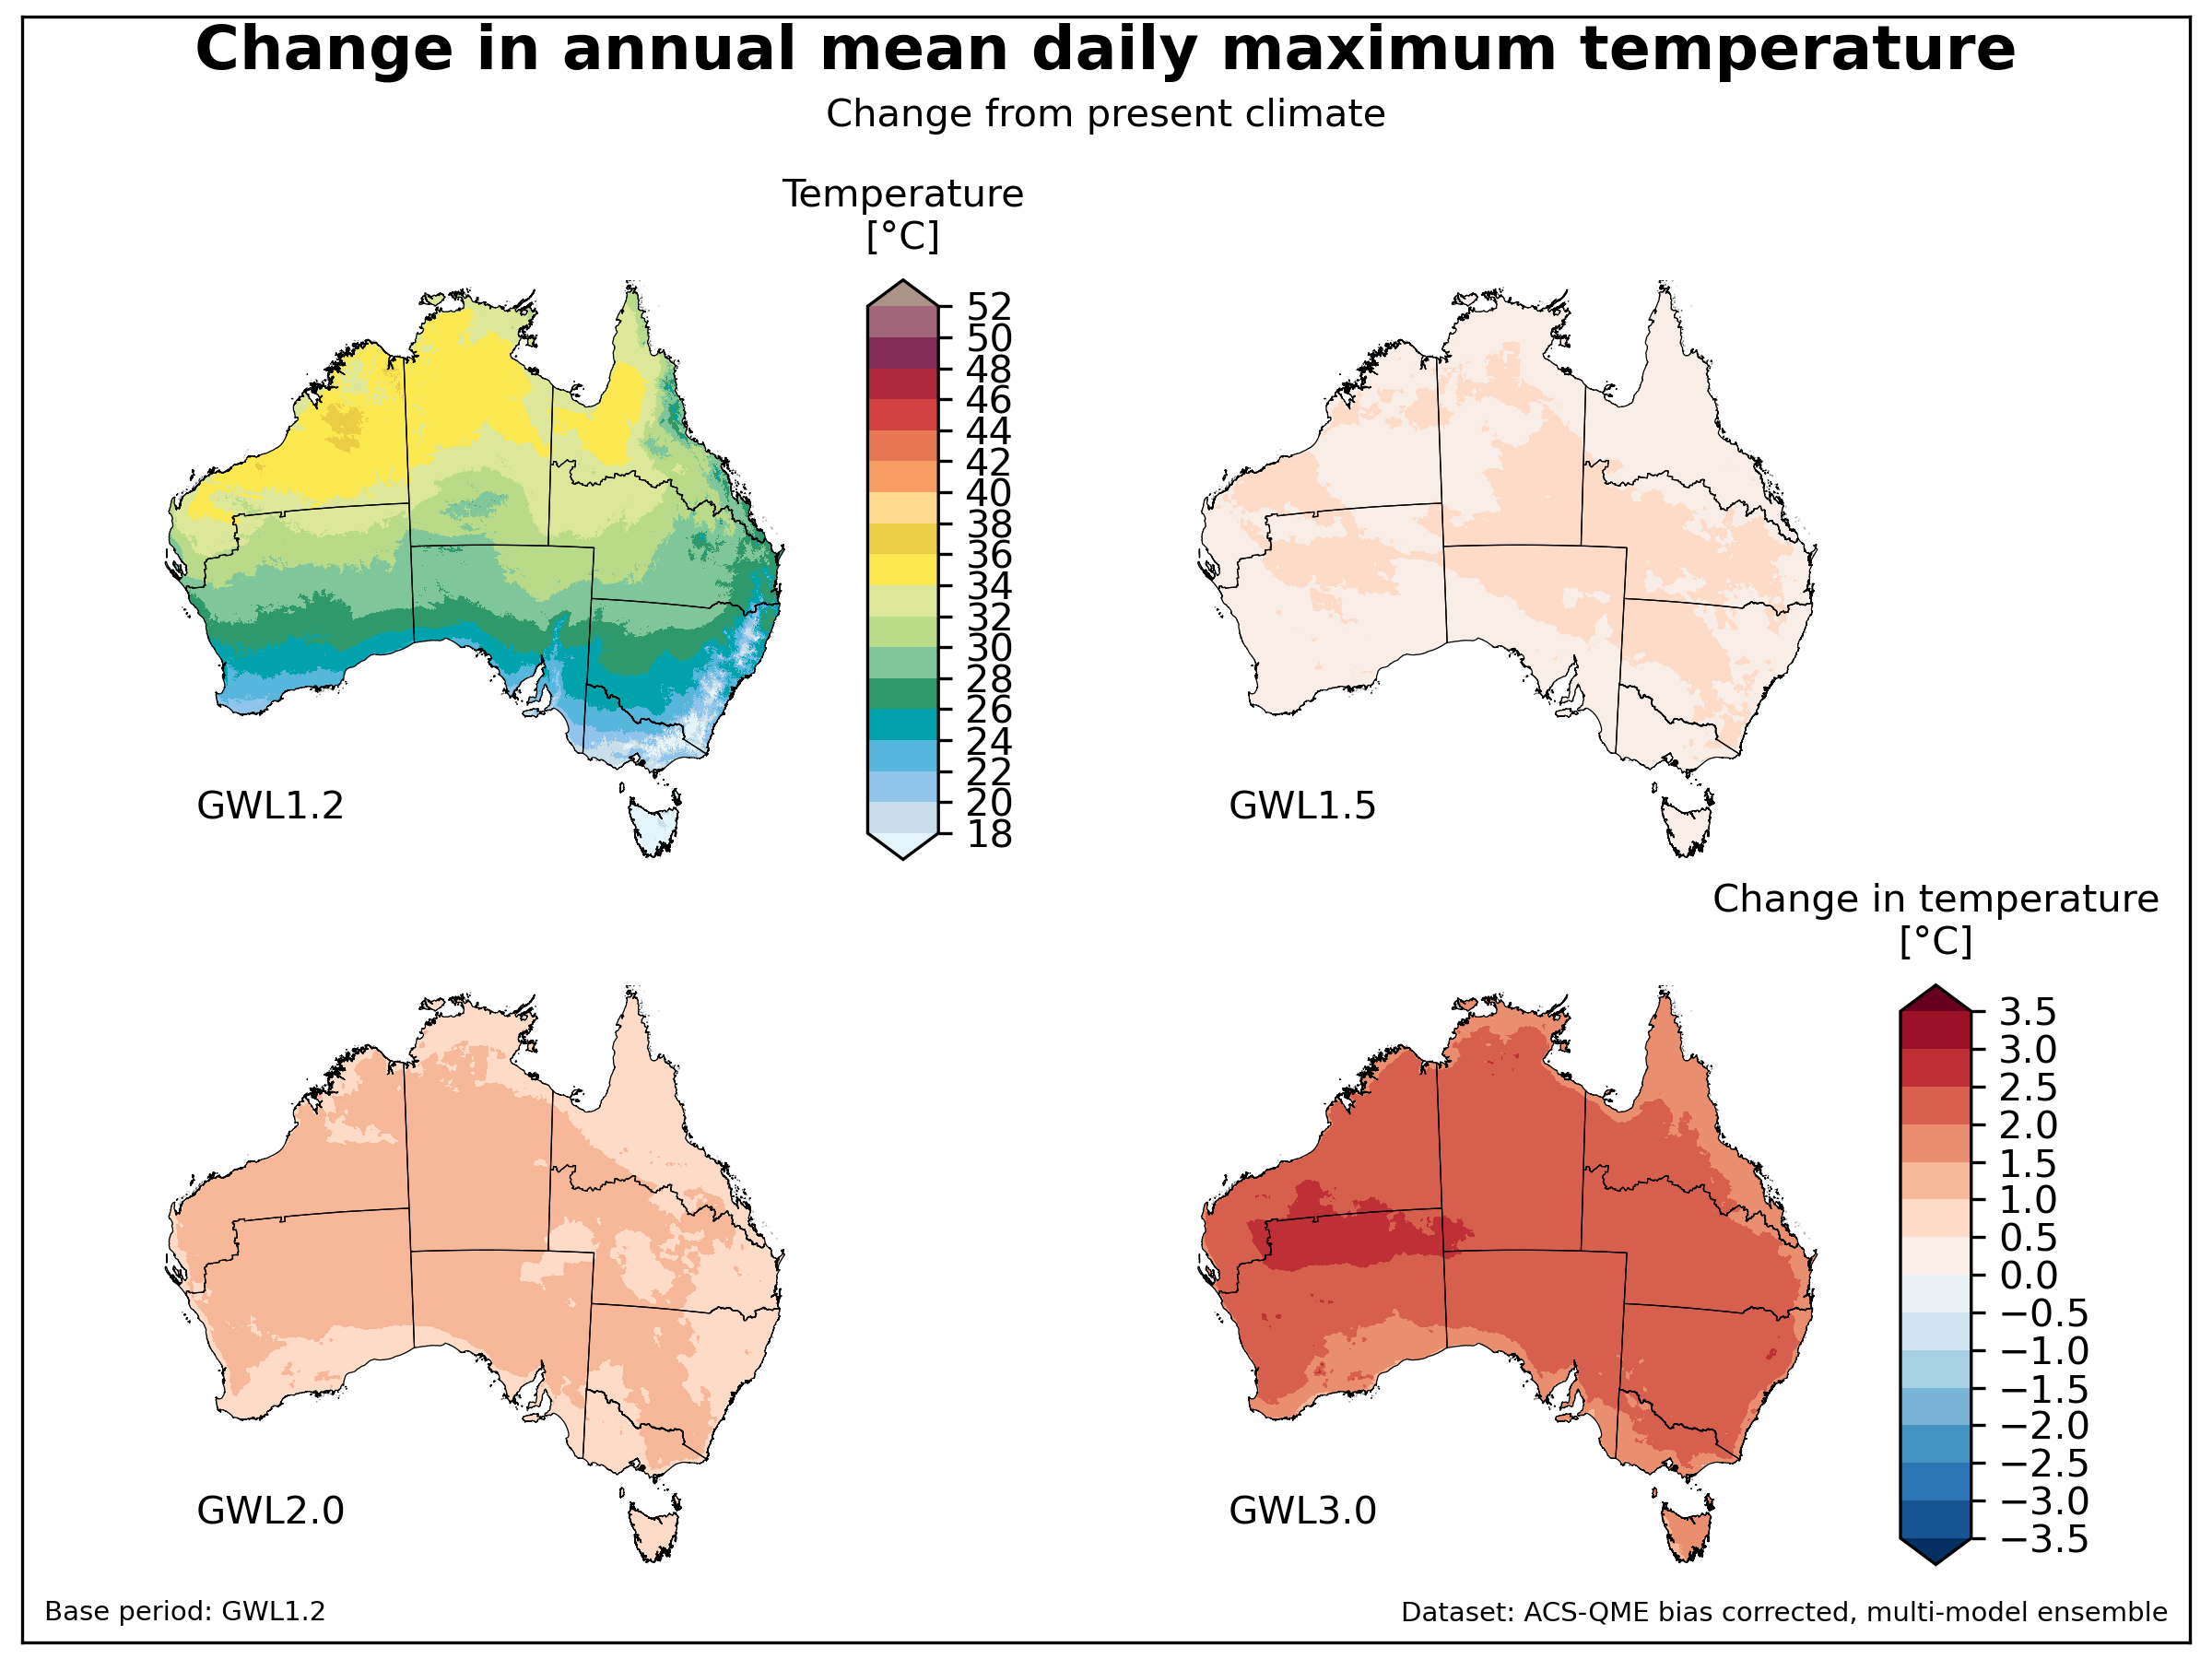 Change in annual mean daily maximum temperature
Change from present climate
Temperature
[°C]
52
50
48
46
44
42
40
38
36
34
32
30
28
26
24
22
20
18
GWL1.2
GWL1.5
Change in temperature
[°C]
3.5
3.0
2.5
2.0
1.5
1.0
0.5
0.0
−0.5
−1.0
−1.5
−2.0
−2.5
−3.0
−3.5
GWL2.0
GWL3.0
Base period: GWL1.2
Dataset: ACS-QME bias corrected, multi-model ensemble